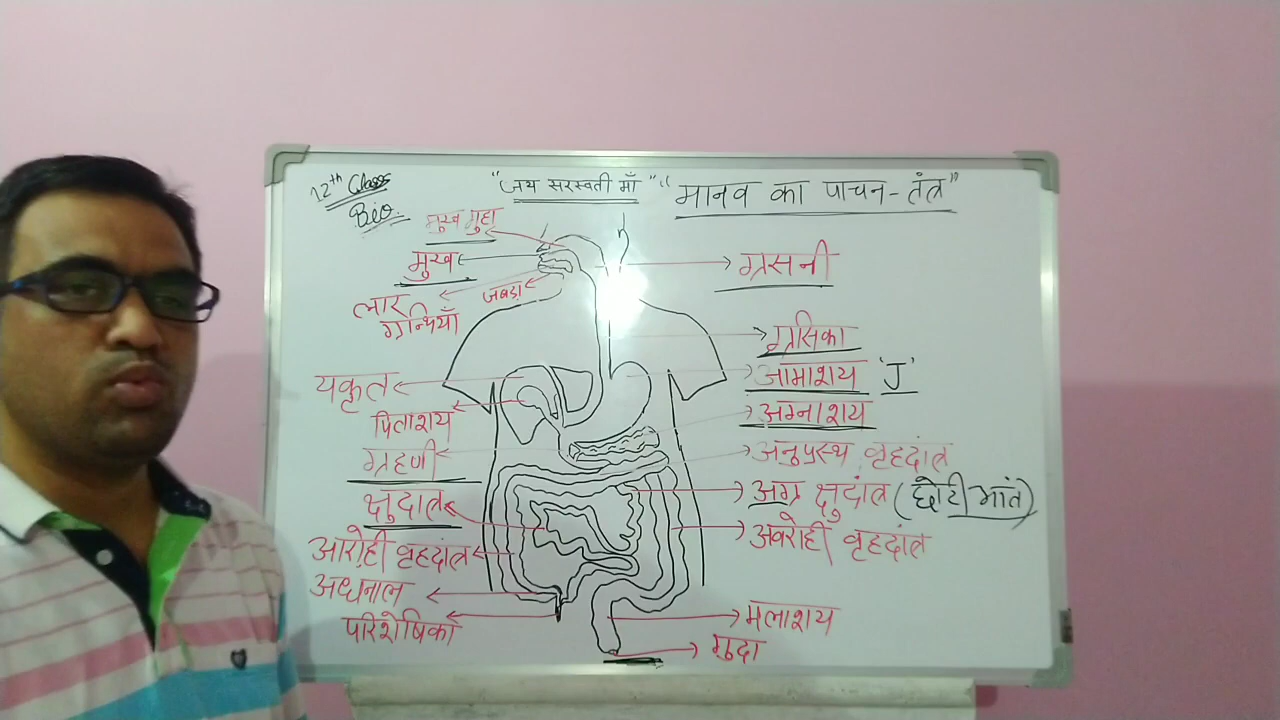 12th Class
Bio.
"जय सरस्वती माँ"
"मानव का पाचन-तंत्र"
मुख गुहा
मुख
लार
ग्रन्थियाँ
जबड़ा
यकृत
पित्ताशय
ग्रहणी
क्षुदांत्र
आरोही वृहदांत्र
अधनाल
परिशेषिका
ग्रसनी
ग्रसिका
आमाशय 'J'
अग्नाशय
अनुप्रस्थ वृहदांत्र
अग्र क्षुदांत्र (छोटी आंत)
अवरोही वृहदांत्र
मलाशय
गुदा